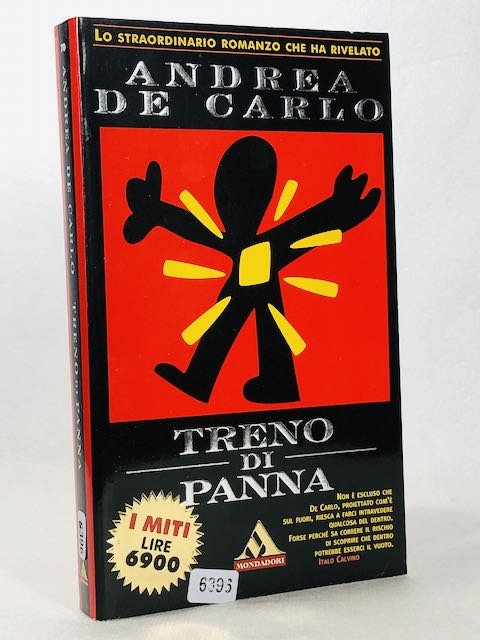 LO STRAORDINARIO ROMANZO CHE HA RIVELATO
ANDREA
DE CARLO
TRENO
DI
PANNA
NON È ESCLUSO CHE
DE CARLO, PROIETTATO COM'È
SUL FUORI, RIESCA A FARCI INTRAVEDERE
QUALCOSA DEL DENTRO.
FORSE PERCHÉ SA CORRERE IL RISCHIO
DI SCOPRIRE CHE DENTRO
POTREBBE ESSERCI IL VUOTO.
ITALO CALVINO
I MITI
LIRE
6900
MONDADORI
6396
70 ANDREA DE CARLO TRENO DI PANNA